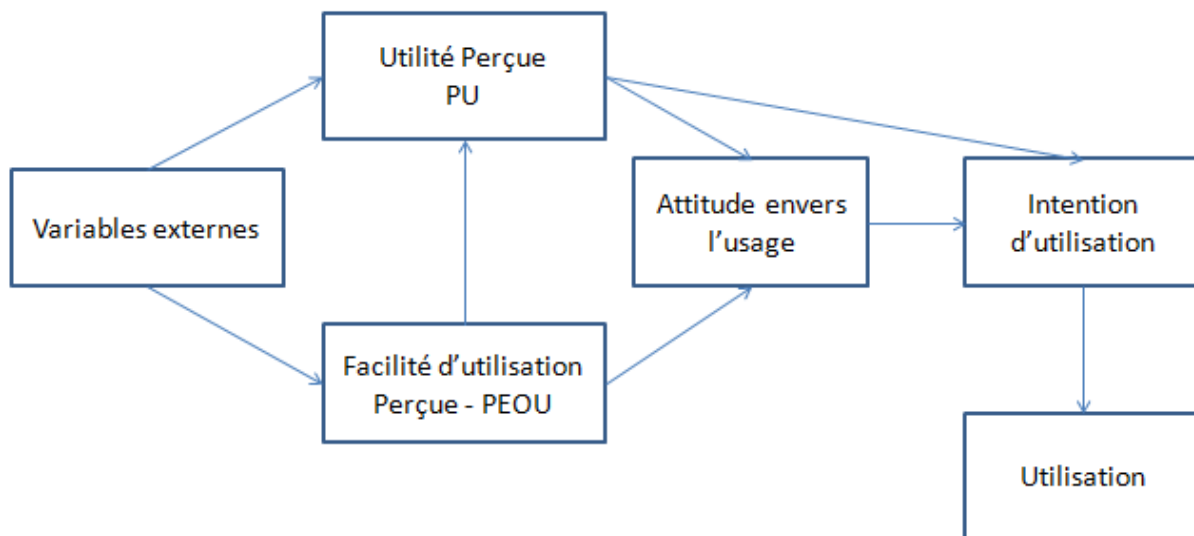 Utilité Perçue
PU
Variables externes
Attitude envers
l’usage
Intention
d’utilisation
Facilité d’utilisation
Perçue - PEOU
Utilisation